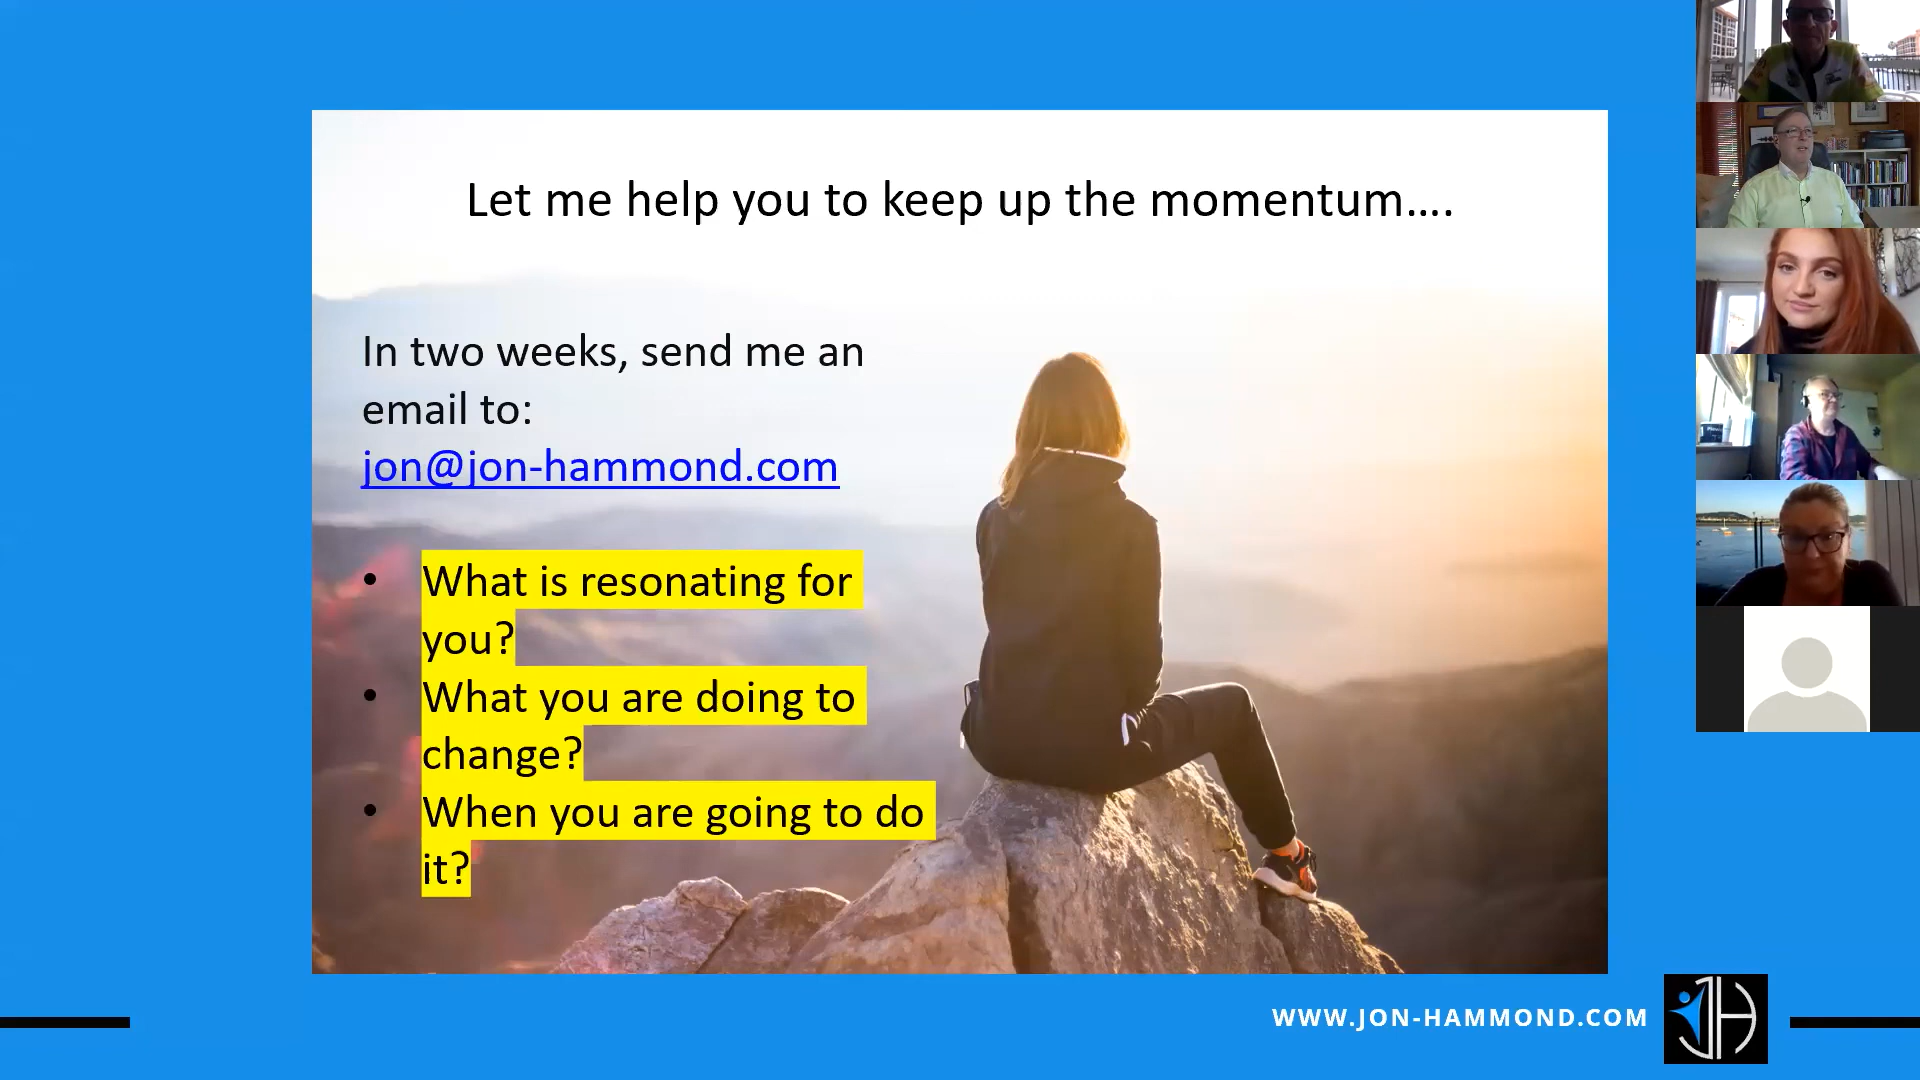 Let me help you to keep up the momentum....
In two weeks, send me an
email to:
jon@jon-hammond.com
• What is resonating for
you?
• What you are doing to
change?
• When you are going to do
it?
WWW.JON-HAMMOND.COM
JH